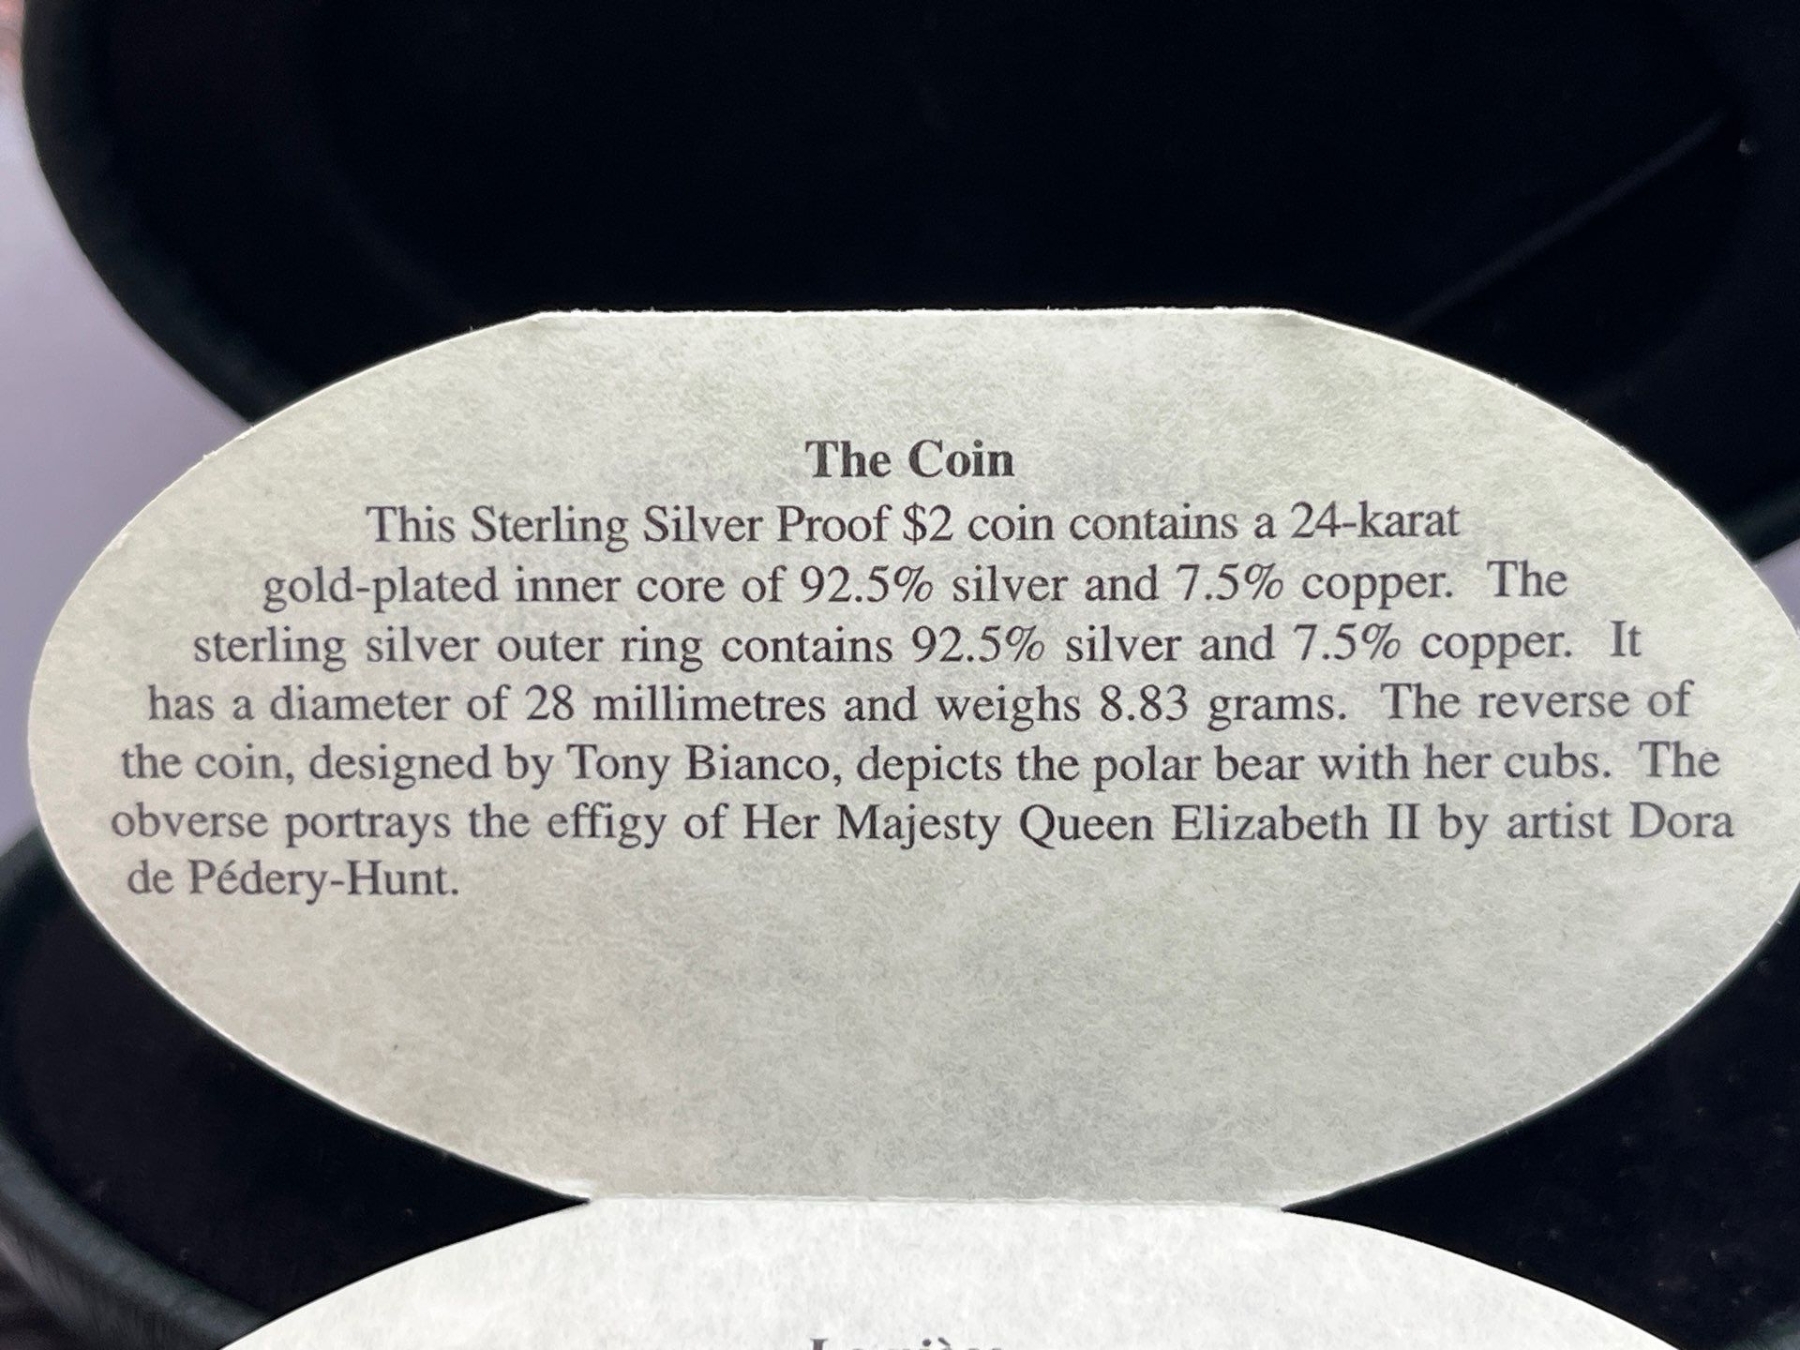 The Coin
This Sterling Silver Proof $2 coin contains a 24-karat
gold-plated inner core of 92.5% silver and 7.5% copper. The
sterling silver outer ring contains 92.5% silver and 7.5% copper. It
has a diameter of 28 millimetres and weighs 8.83 grams. The reverse of
the coin, designed by Tony Bianco, depicts the polar bear with her cubs. The
obverse portrays the effigy of Her Majesty Queen Elizabeth II by artist Dora
de Pédery-Hunt.